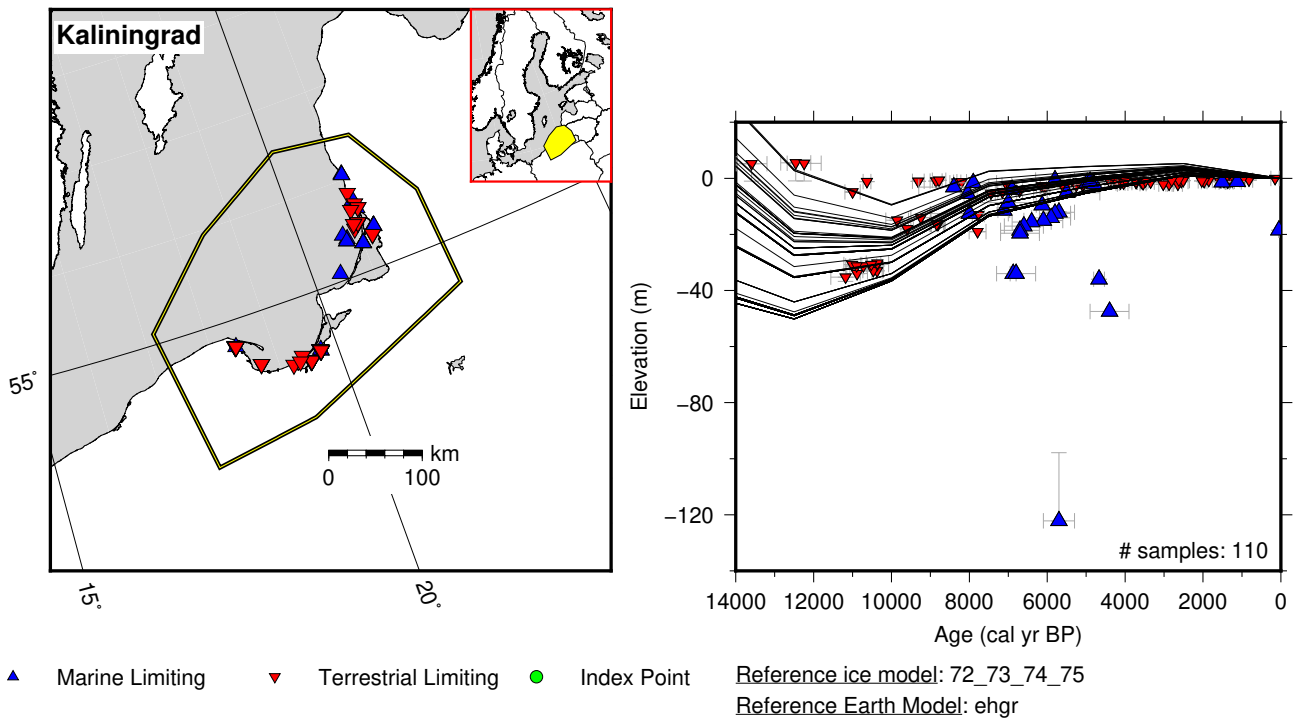 Kaliningrad
55°
15°
20°
km
0 100
0
−40
−80
−120
Elevation (m)
# samples: 110
14000 12000 10000 8000 6000 4000 2000 0
Age (cal yr BP)
Marine Limiting Terrestrial Limiting Index Point
Reference ice model: 72_73_74_75
Reference Earth Model: ehgr